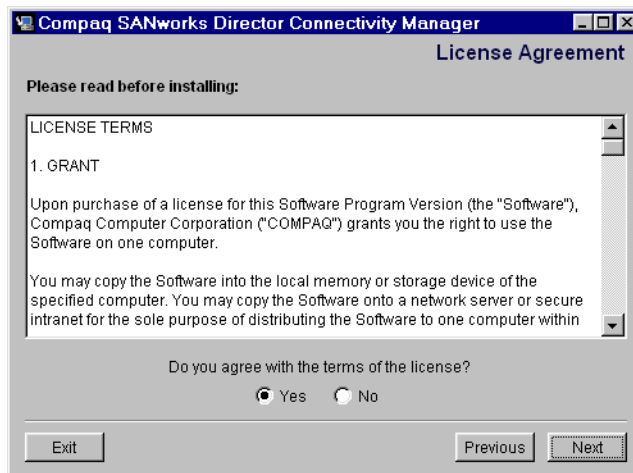 Compaq SANworks Director Connectivity Manager
License Agreement
Please read before installing:
LICENSE TERMS
1. GRANT
Upon purchase of a license for this Software Program Version (the "Software"),
Compaq Computer Corporation ("COMPAQ") grants you the right to use the
Software on one computer.
You may copy the Software into the local memory or storage device of the
specified computer. You may copy the Software onto a network server or secure
intranet for the sole purpose of distributing the Software to one computer within
Do you agree with the terms of the license?
Yes No
Exit Previous Next